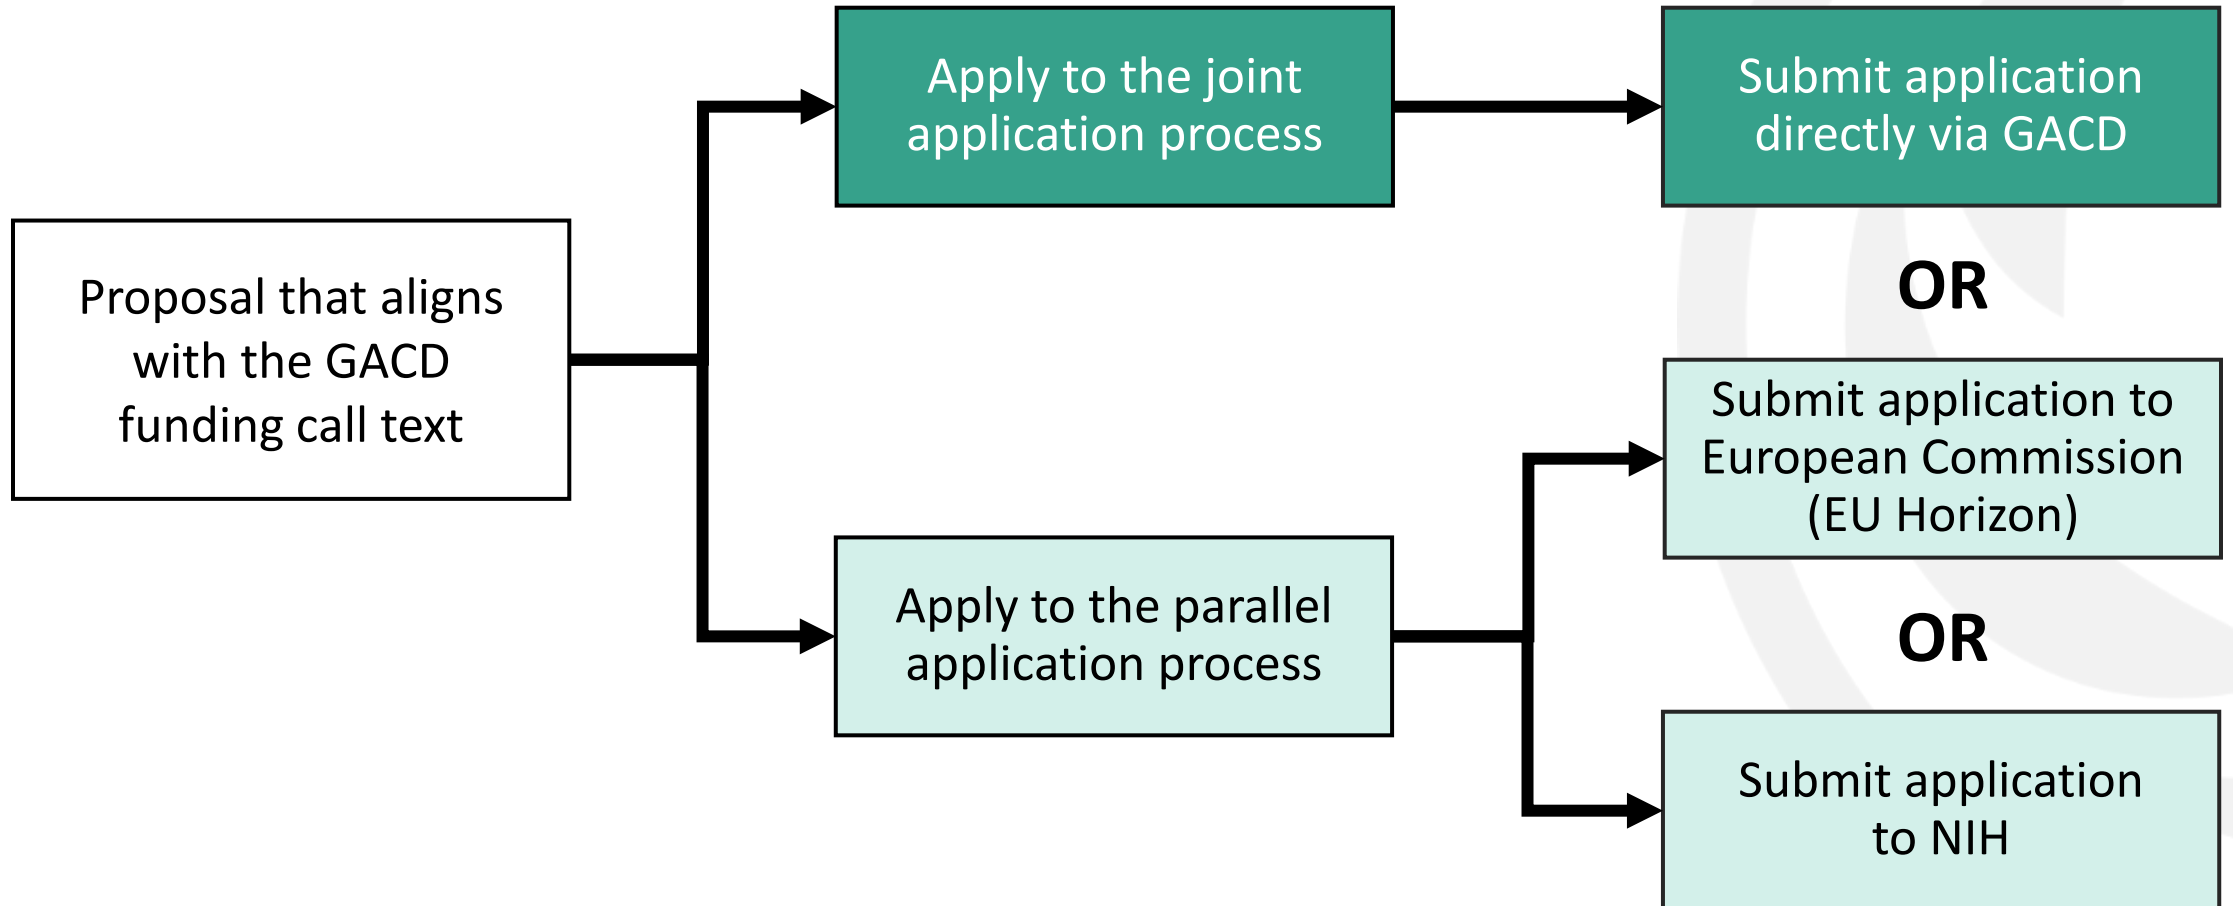 Proposal that aligns
with the GACD
funding call text
Apply to the joint
application process
Submit application
directly via GACD
OR
Apply to the parallel
application process
Submit application to
European Commission
(EU Horizon)
OR
Submit application
to NIH